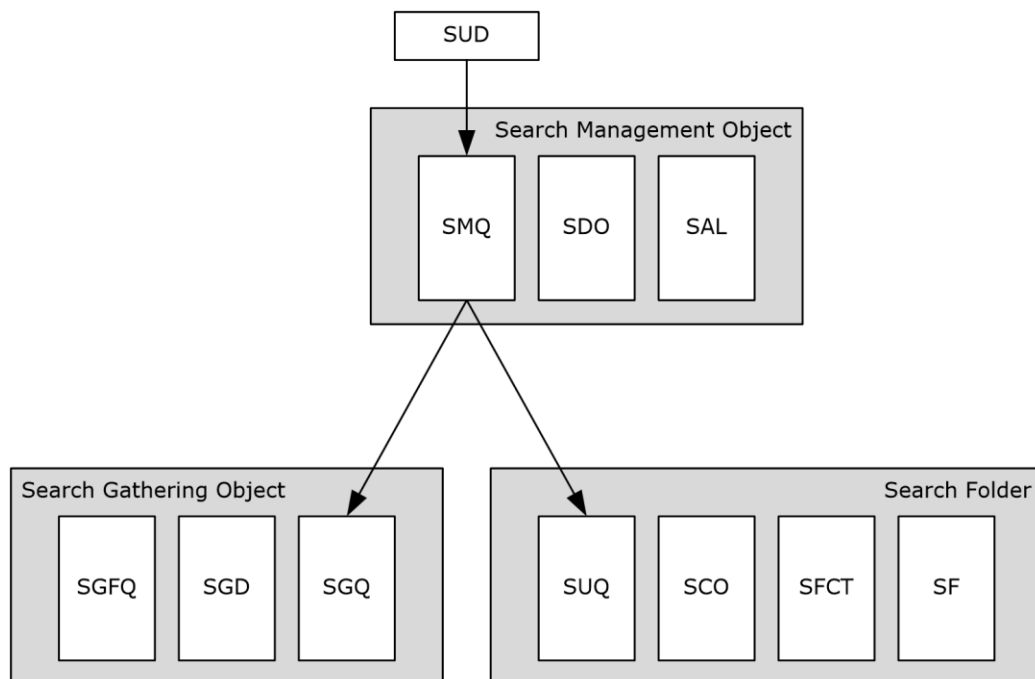 SUD
Search Management Object
SMQ SDO SAL
Search Gathering Object
SGFQ SGD SGQ
Search Folder
SUQ SCO SFCT SF